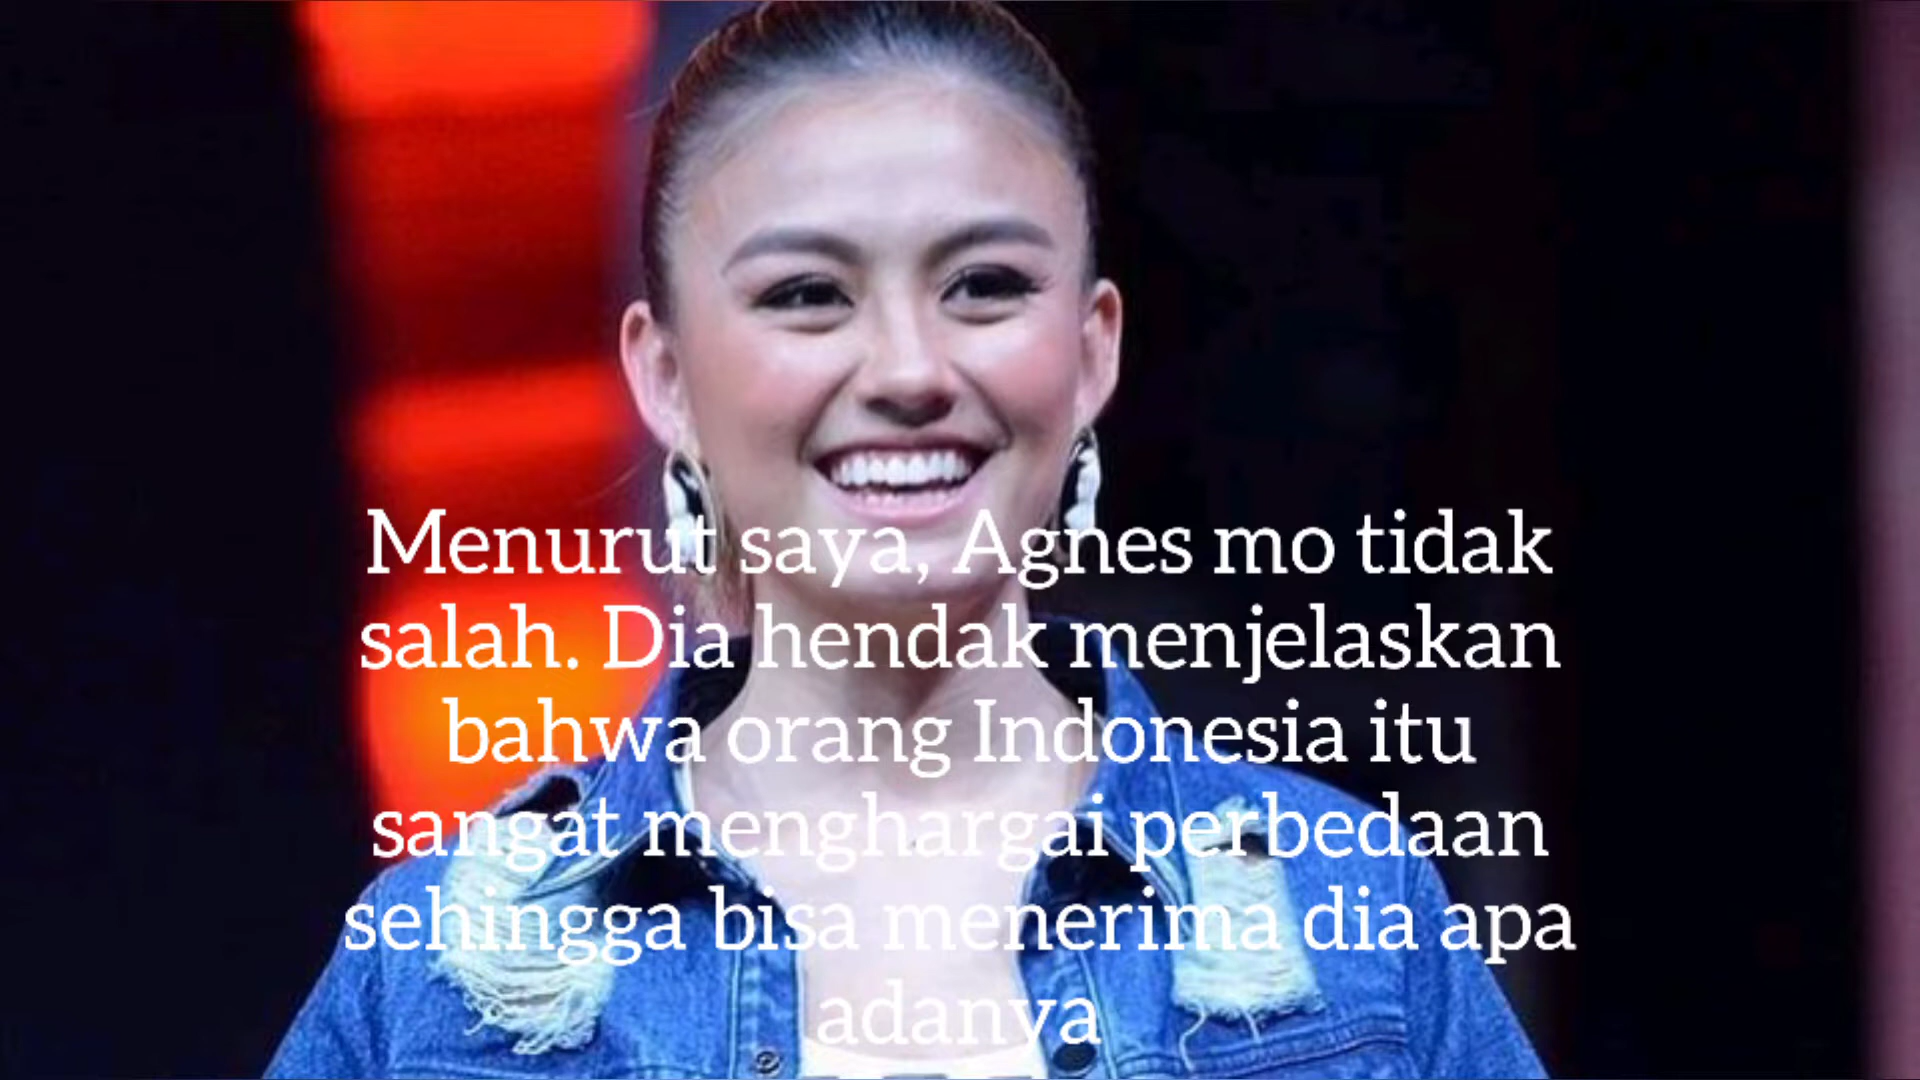 Menurut saya, Agnes mo tidak
salah. Dia hendak menjelaskan
bahwa orang Indonesia itu
sangat menghargai perbedaan
sehingga bisa menerima dia apa
adanya